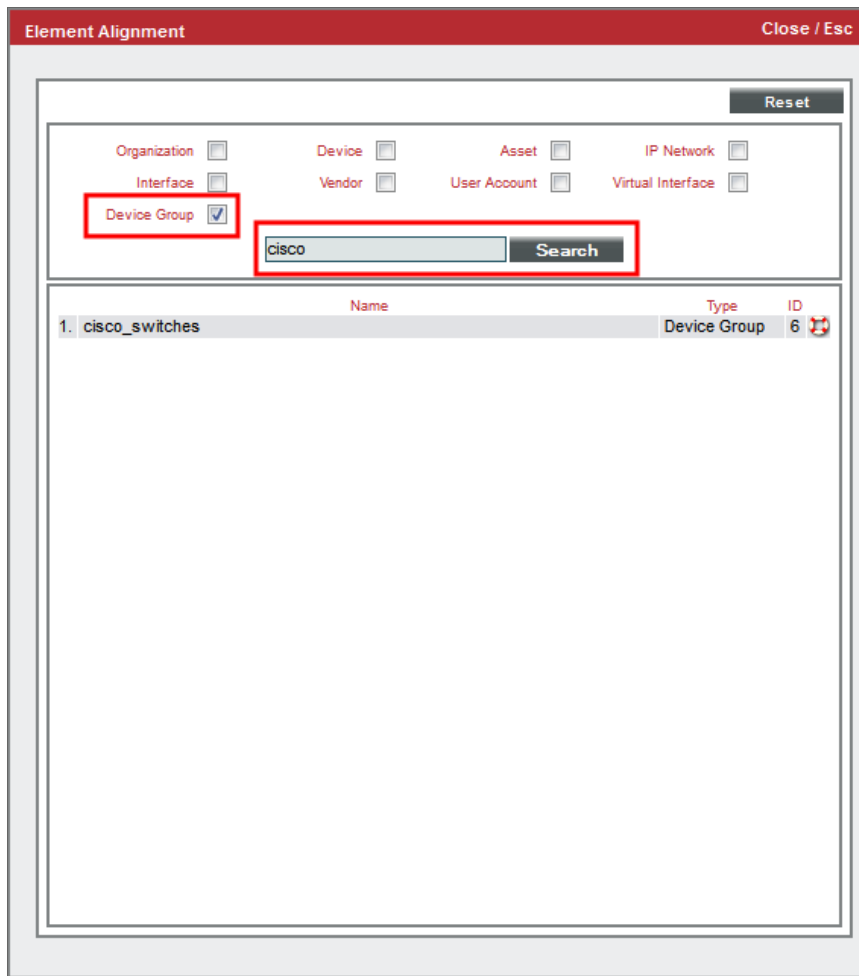 Element Alignment Close / Esc
Reset
Organization Device Asset IP Network
Interface Vendor User Account Virtual Interface
Device Group
cisco Search
Name Type ID
1. cisco_switches Device Group 6